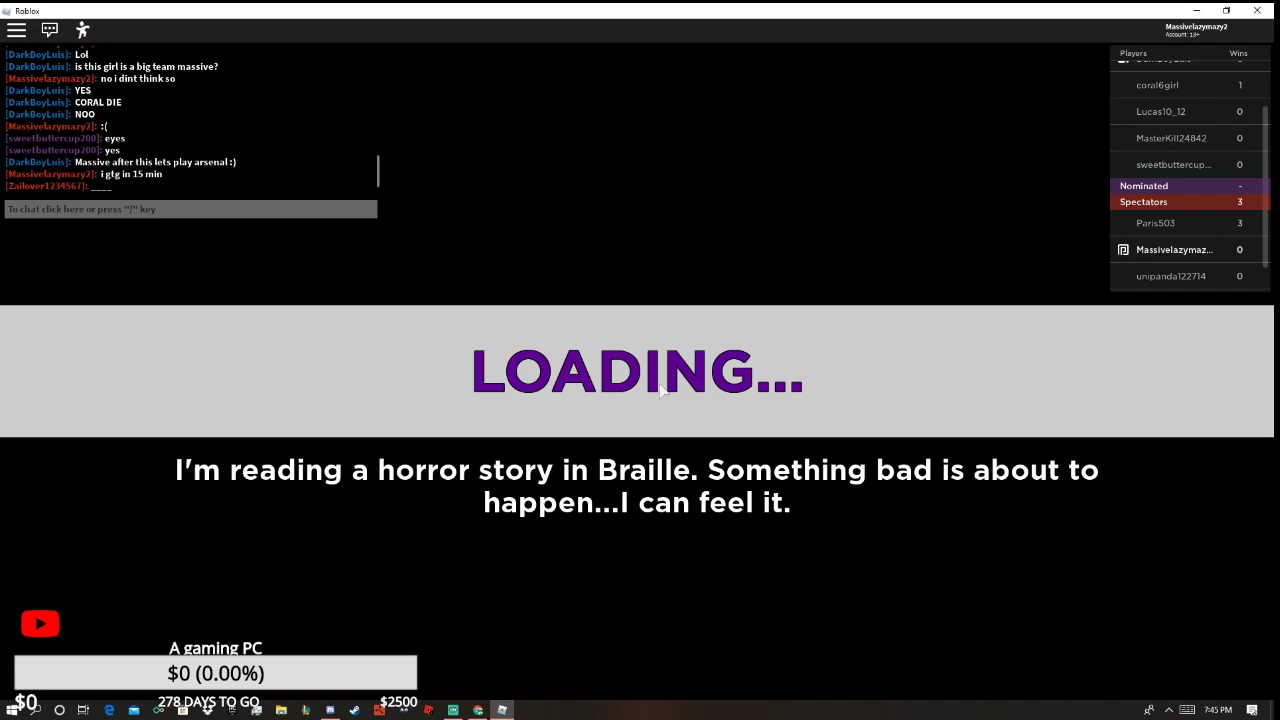 Roblox
Massivelazymazy2
Account: 13+
[DarkBoyLuis]: Lol
[DarkBoyLuis]: is this girl is a big team massive?
[Massivelazymazy2]: no i dint think so
[DarkBoyLuis]: YES
[DarkBoyLuis]: CORAL DIE
[DarkBoyLuis]: NOO
[Massivelazymazy2]: :(
[sweetbuttercup200]: eyes
[sweetbuttercup200]: yes
[DarkBoyLuis]: Massive after this lets play arsenal :)
[Massivelazymazy2]: i gtg in 15 min
[Zailover1234567]: ____
To chat click here or press "/" key
Players Wins
coral6girl 1
Lucas10_12 0
MasterKill24842 0
sweetbuttercup... 0
Nominated -
Spectators 3
Paris503 3
Massivelazymaz... 0
unipanda122714 0
LOADING...
I'm reading a horror story in Braille. Something bad is about to
happen...I can feel it.
A gaming PC
$0 (0.00%)
$0 278 DAYS TO GO $2500
7:45 PM